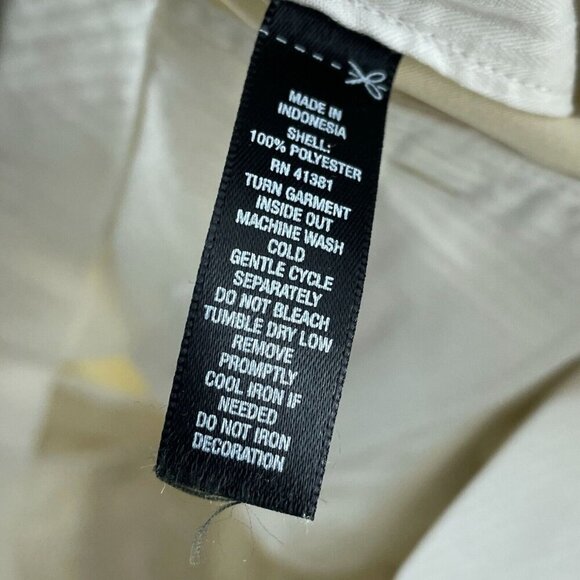 MADE IN
INDONESIA
SHELL:
100% POLYESTER
RN 41381
TURN GARMENT
INSIDE OUT
MACHINE WASH
COLD
GENTLE CYCLE
SEPARATELY
DO NOT BLEACH
TUMBLE DRY LOW
REMOVE
PROMPTLY
COOL IRON IF
NEEDED
DO NOT IRON
DECORATION